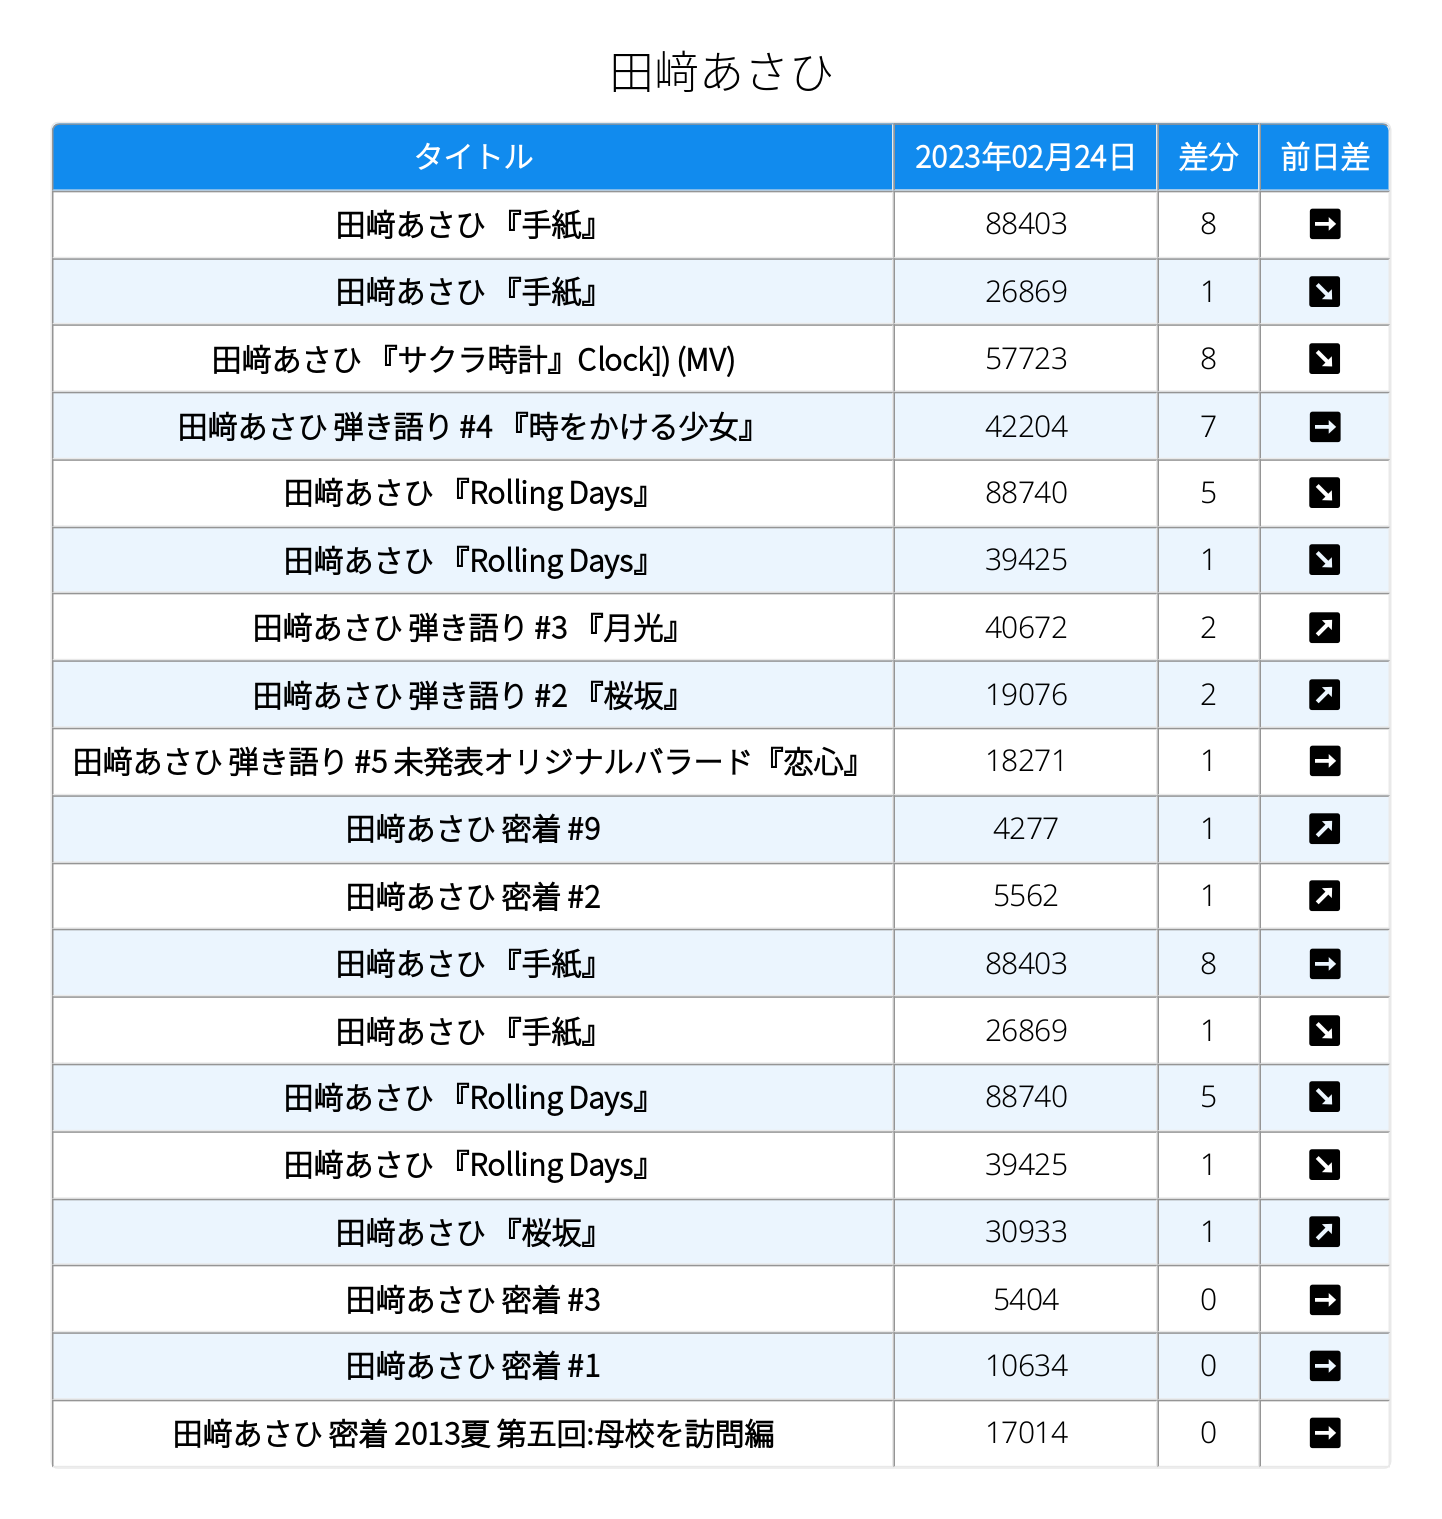 田﨑あさひ
タイトル 2023年02月24日 差分 前日差
田﨑あさひ 『手紙』 88403 8 ➡
田﨑あさひ 『手紙』 26869 1 ↘
田﨑あさひ 『サクラ時計』Clock]) (MV) 57723 8 ↘
田﨑あさひ 弾き語り #4 『時をかける少女』 42204 7 ➡
田﨑あさひ 『Rolling Days』 88740 5 ↘
田﨑あさひ 『Rolling Days』 39425 1 ↘
田﨑あさひ 弾き語り #3 『月光』 40672 2 ↗
田﨑あさひ 弾き語り #2 『桜坂』 19076 2 ↗
田﨑あさひ 弾き語り #5 未発表オリジナルバラード『恋心』 18271 1 ➡
田﨑あさひ 密着 #9 4277 1 ↗
田﨑あさひ 密着 #2 5562 1 ↗
田﨑あさひ 『手紙』 88403 8 ➡
田﨑あさひ 『手紙』 26869 1 ↘
田﨑あさひ 『Rolling Days』 88740 5 ↘
田﨑あさひ 『Rolling Days』 39425 1 ↘
田﨑あさひ 『桜坂』 30933 1 ↗
田﨑あさひ 密着 #3 5404 0 ➡
田﨑あさひ 密着 #1 10634 0 ➡
田﨑あさひ 密着 2013夏 第五回:母校を訪問編 17014 0 ➡